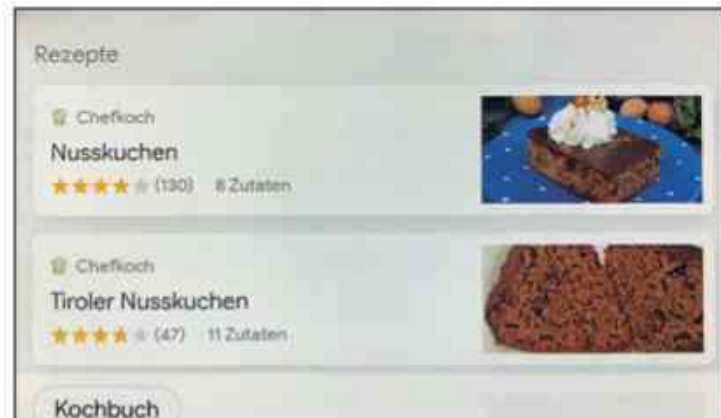 Rezepte
Chefkoch
Nusskuchen
(130) 8 Zutaten
Chefkoch
Tiroler Nusskuchen
(47) 11 Zutaten
Kochbuch